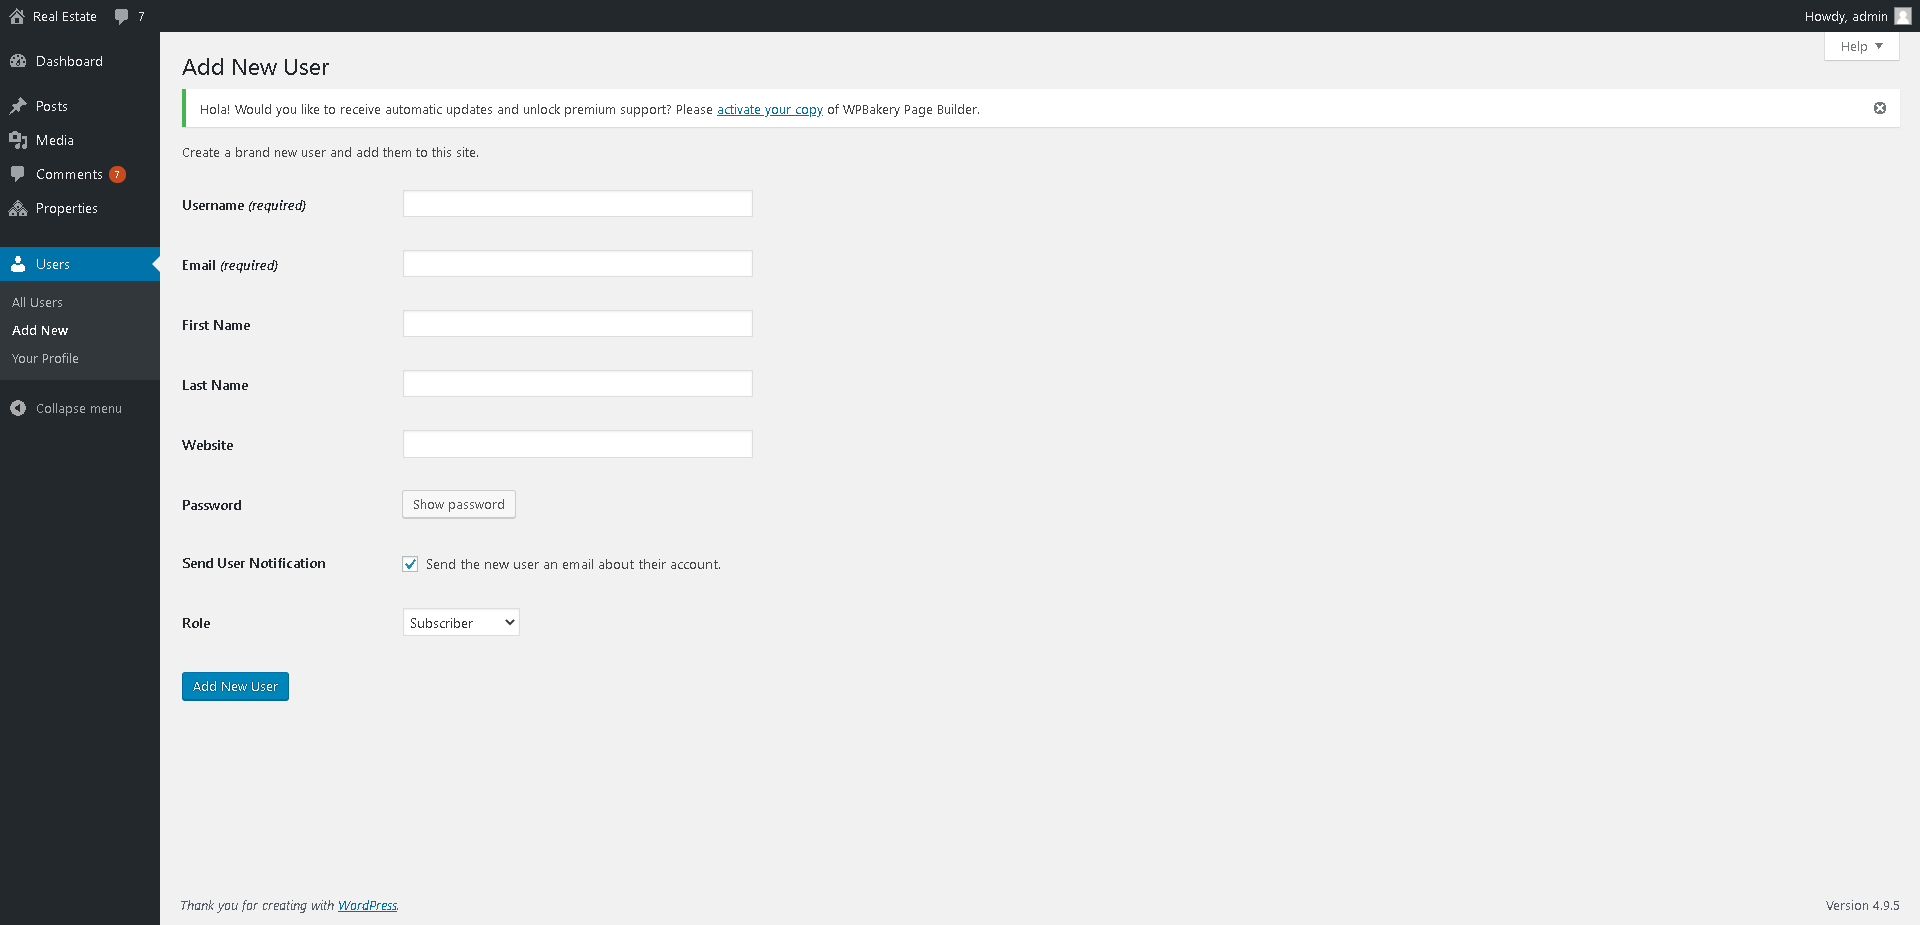 Real Estate 7 Howdy, admin
Help
Dashboard
Posts
Media
Comments 7
Properties
Users
All Users
Add New
Your Profile
Collapse menu
Add New User
Hola! Would you like to receive automatic updates and unlock premium support? Please activate your copy of WPBakery Page Builder.
Create a brand new user and add them to this site.
Username (required)
Email (required)
First Name
Last Name
Website
Password Show password
Send User Notification Send the new user an email about their account.
Role Subscriber
Add New User
Thank you for creating with WordPress. Version 4.9.5